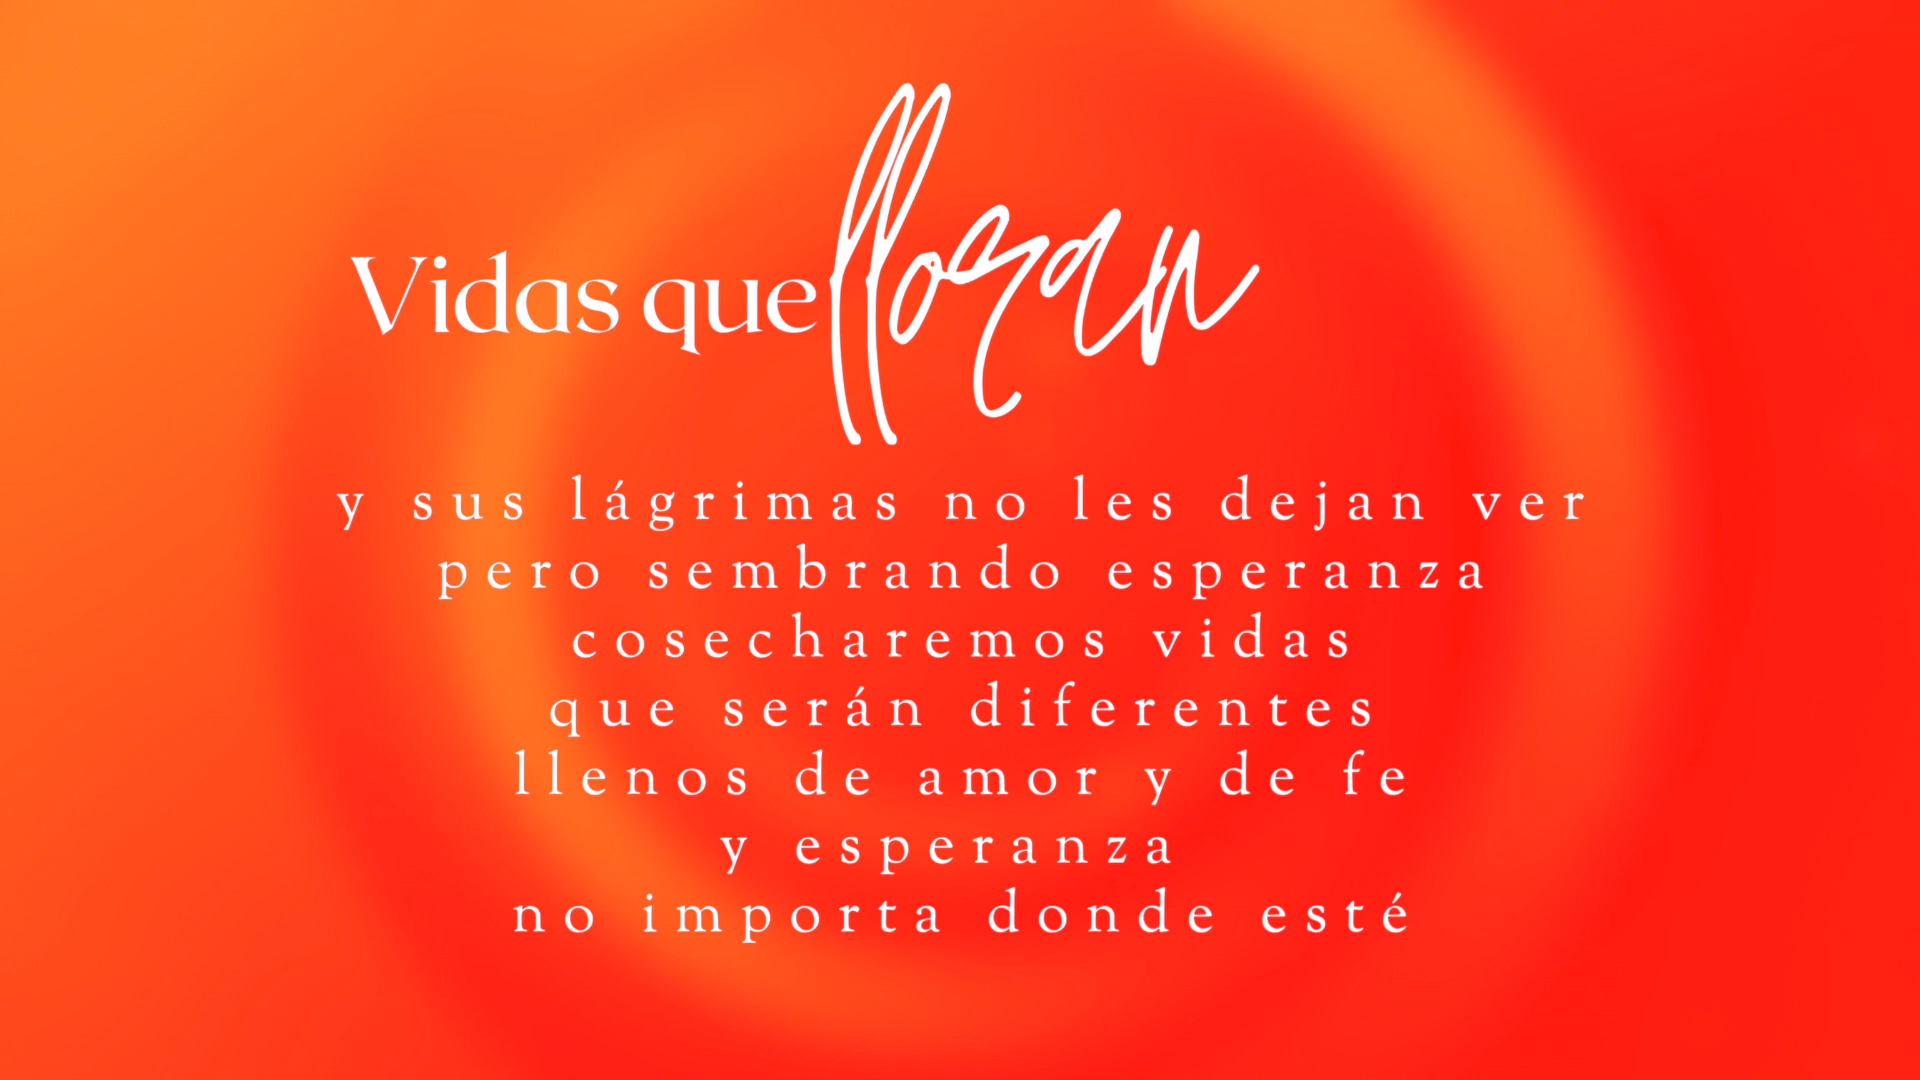 Vidas que lloran
y sus lágrimas no les dejan ver
pero sembrando esperanza
cosecharemos vidas
que serán diferentes
llenos de amor y de fe
y esperanza
no importa donde esté